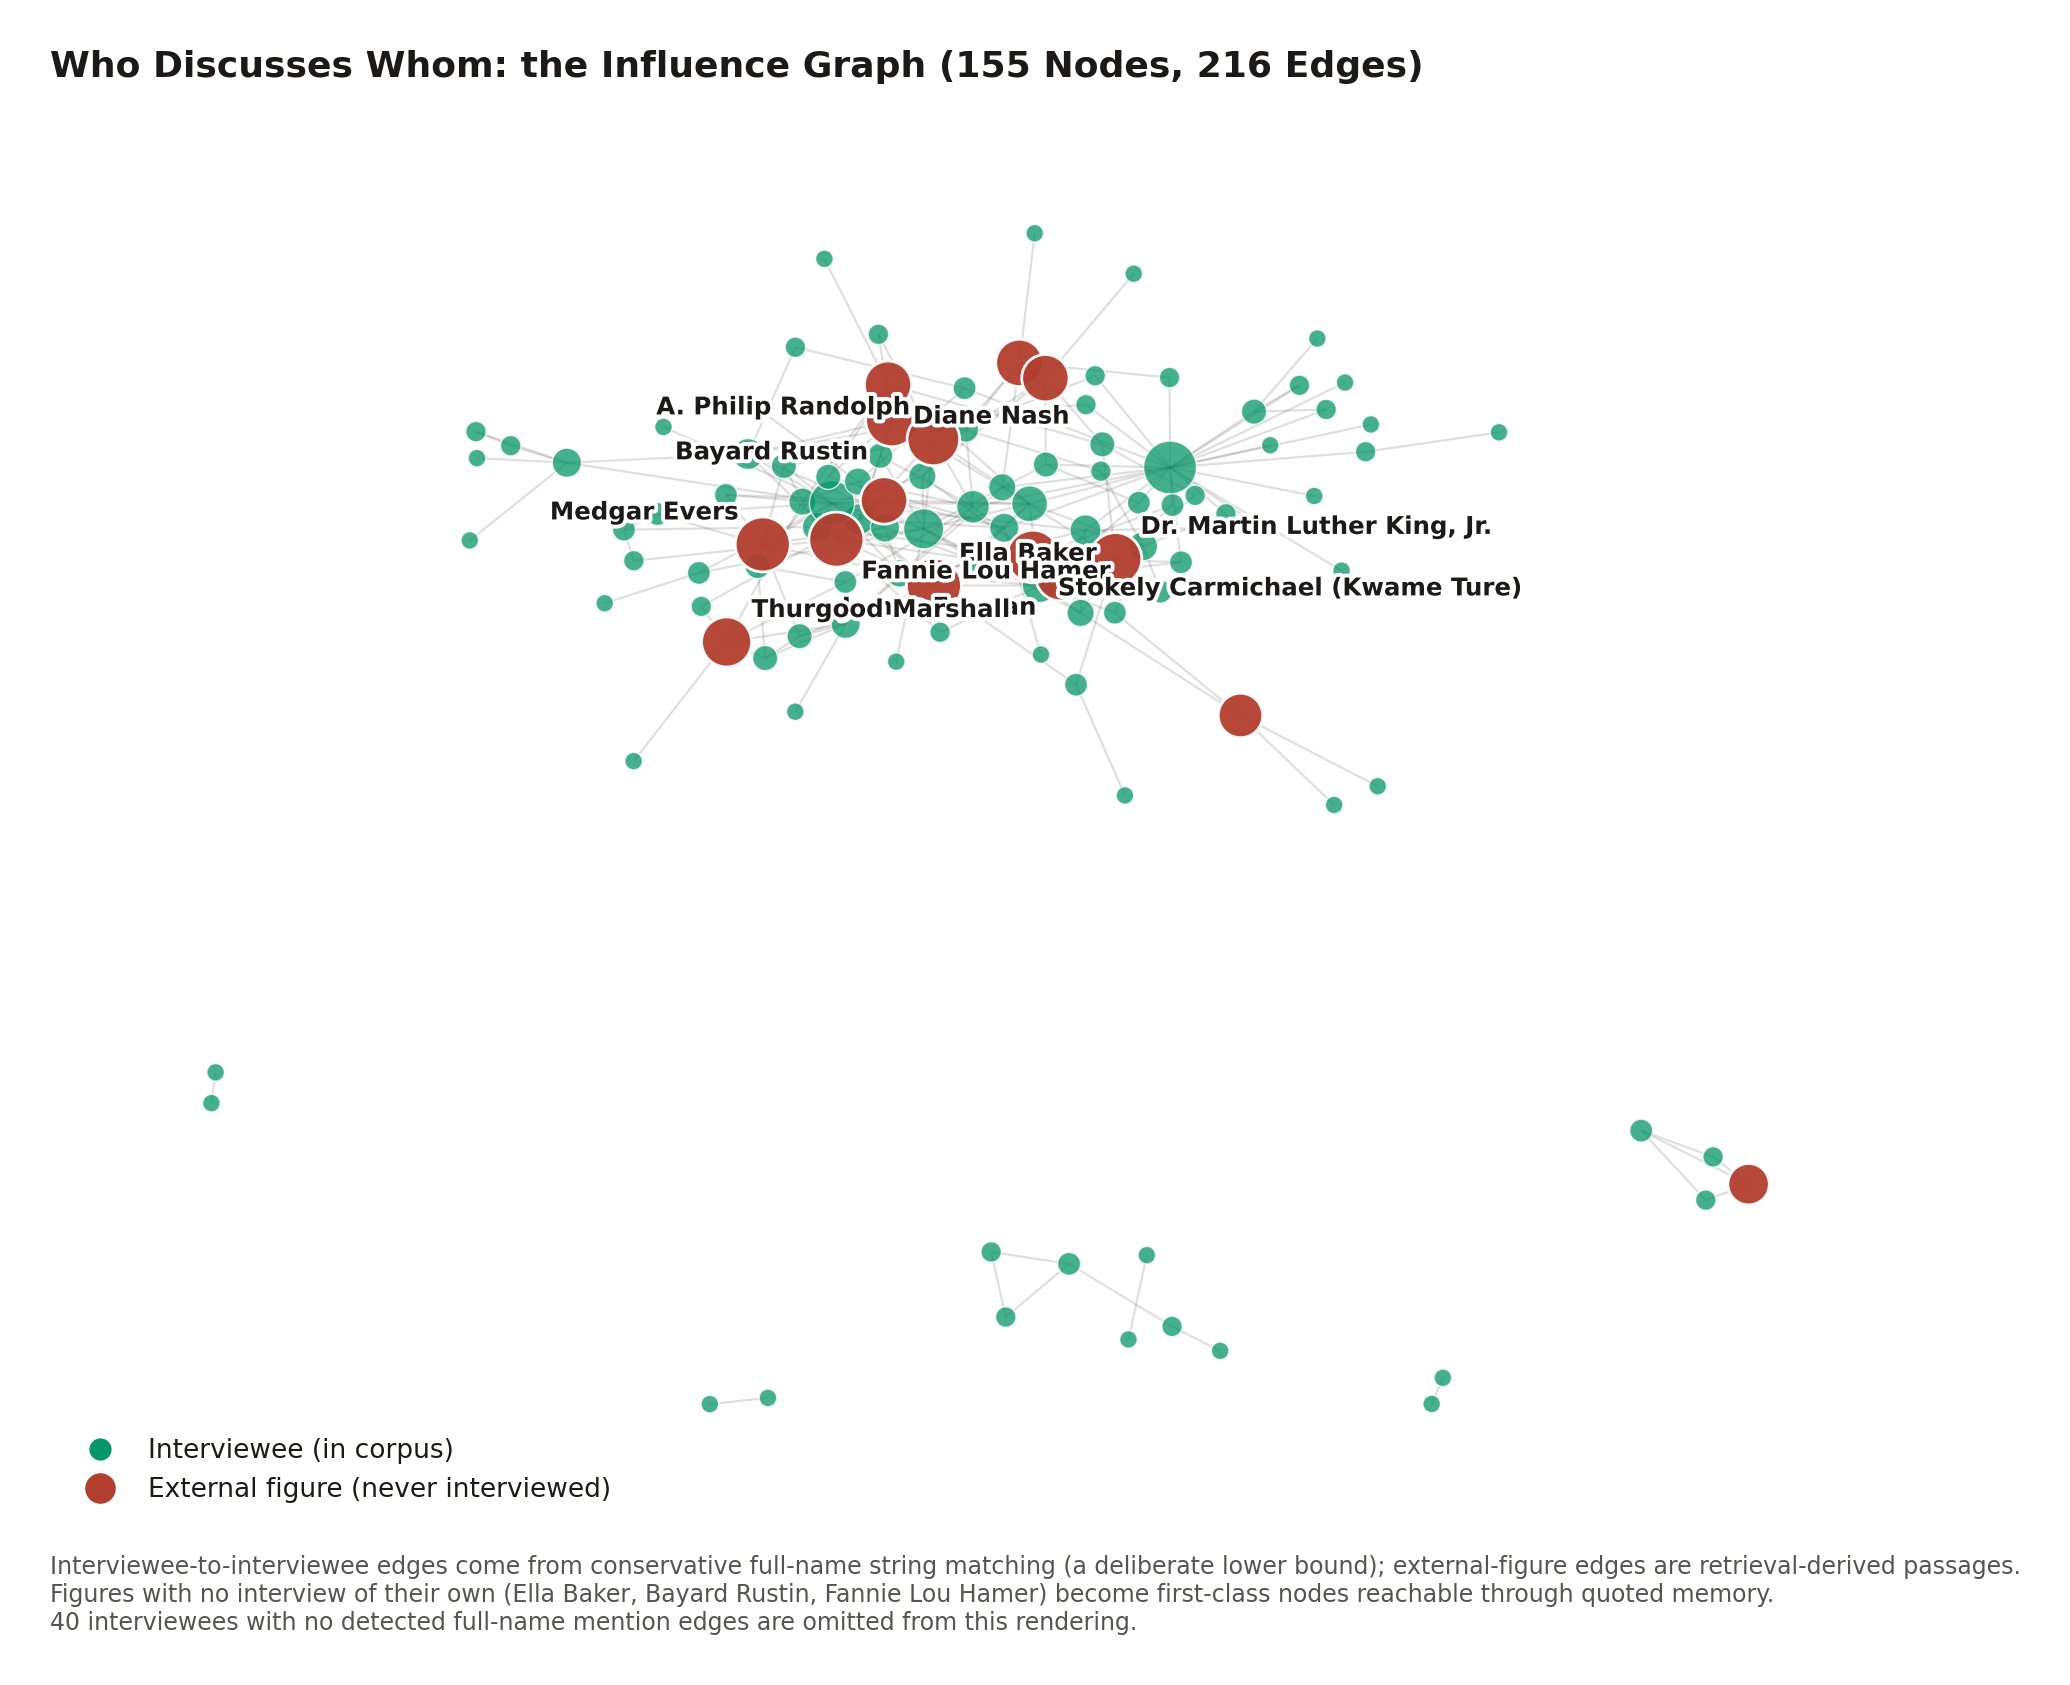 Who Discusses Whom: the Influence Graph (155 Nodes, 216 Edges)
A. Philip Randolph
Diane Nash
Bayard Rustin
Medgar Evers
Dr. Martin Luther King, Jr.
Ella Baker
Fannie Lou Hamer
Stokely Carmichael (Kwame Ture)
Thurgood Marshall
Interviewee (in corpus)
External figure (never interviewed)
Interviewee-to-interviewee edges come from conservative full-name string matching (a deliberate lower bound); external-figure edges are retrieval-derived passages.
Figures with no interview of their own (Ella Baker, Bayard Rustin, Fannie Lou Hamer) become first-class nodes reachable through quoted memory.
40 interviewees with no detected full-name mention edges are omitted from this rendering.